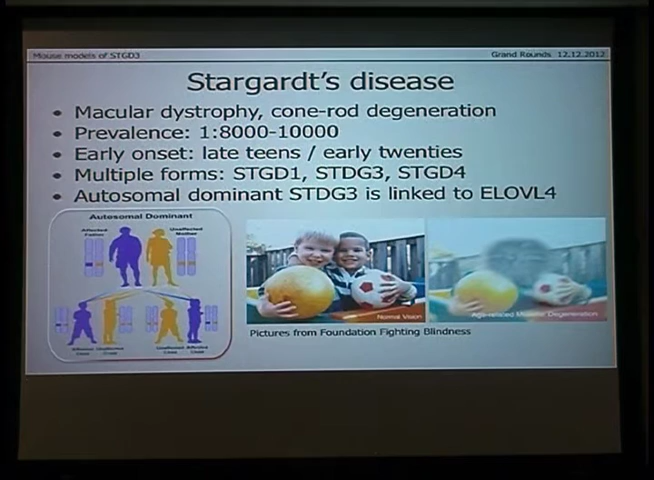 Mouse models of STGD3
Grand Rounds 12.12.2012
Stargardt's disease
• Macular dystrophy, cone-rod degeneration
• Prevalence: 1:8000-10000
• Early onset: late teens / early twenties
• Multiple forms: STGD1, STDG3, STGD4
• Autosomal dominant STDG3 is linked to ELOVL4
Autosomal Dominant
Affected Father
Unaffected Mother
Normal Vision
Age-related Macular Degeneration
Pictures from Foundation Fighting Blindness